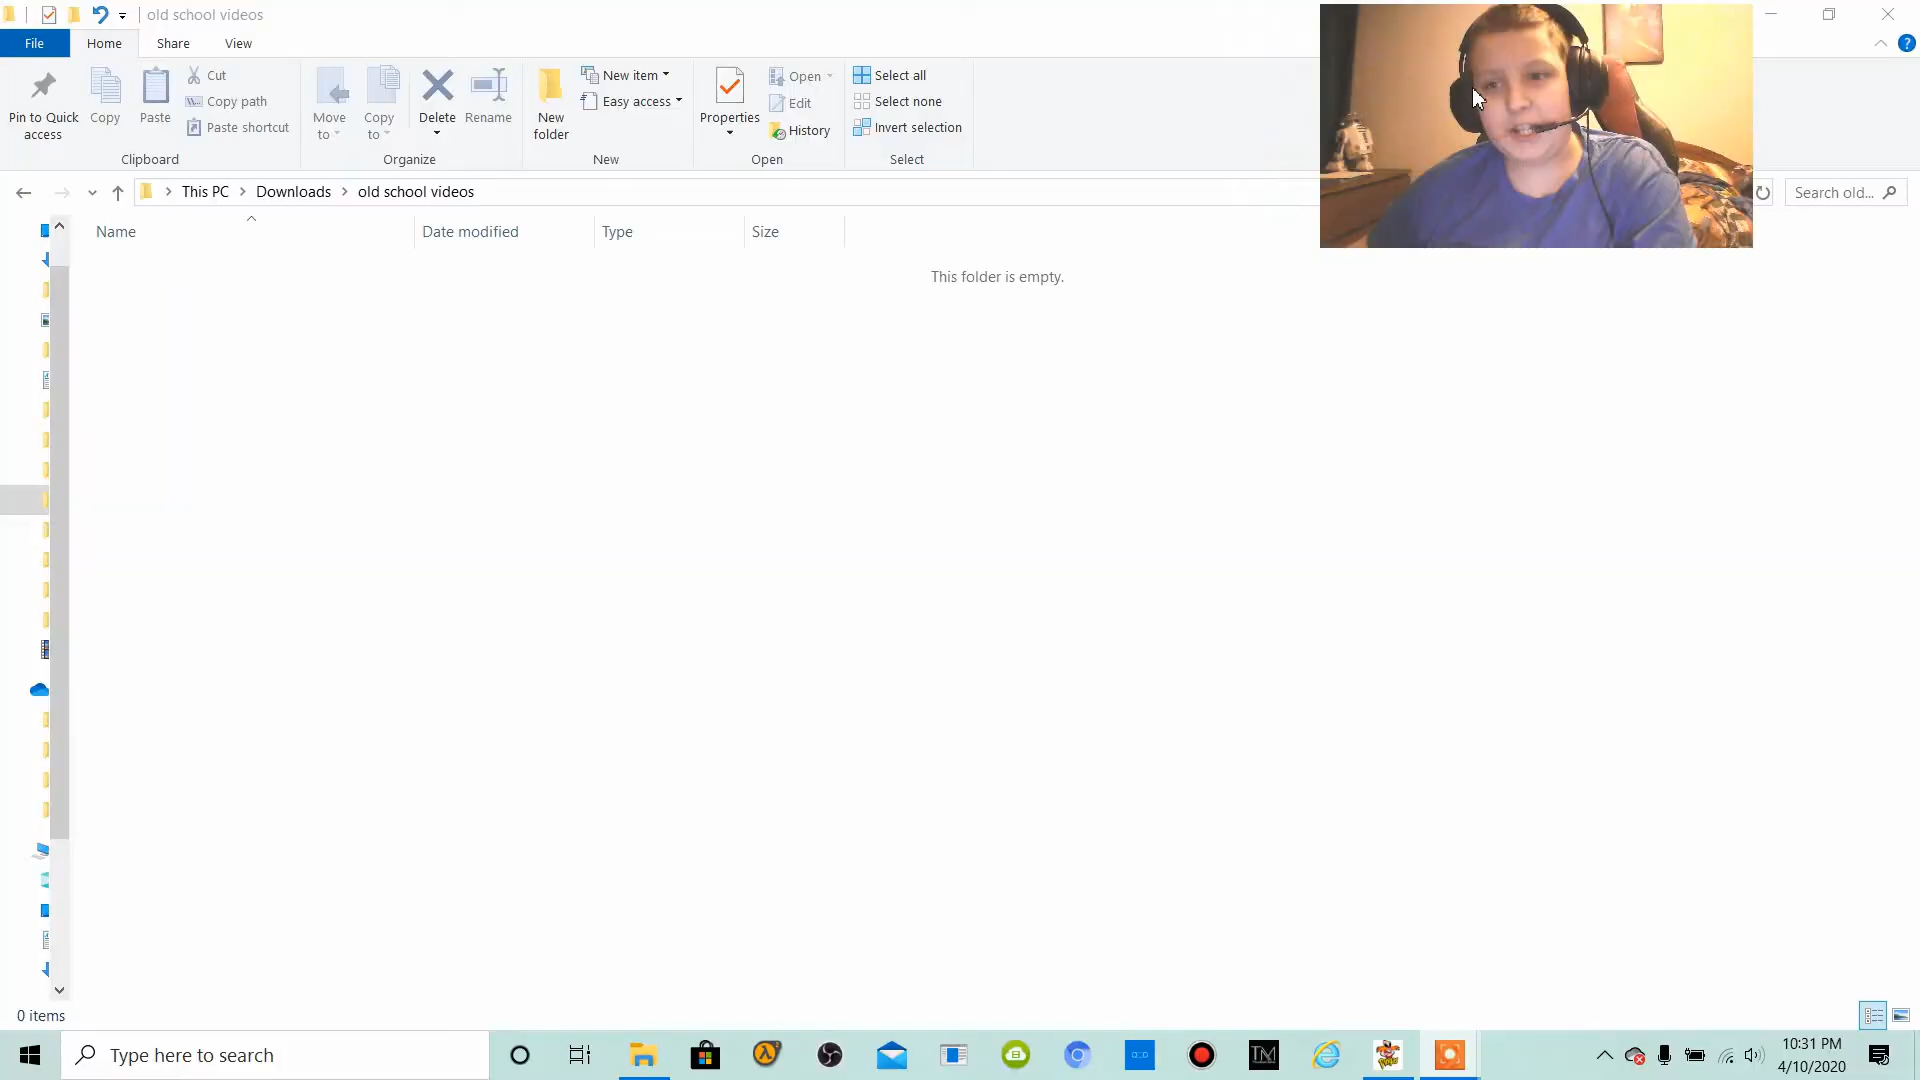 old school videos
File Home Share View
Pin to Quick access
Copy
Paste
Cut
Copy path
Paste shortcut
Clipboard
Move to
Copy to
Delete
Rename
Organize
New folder
New item
Easy access
New
Properties
Open
Edit
History
Open
Select all
Select none
Invert selection
Select
This PC > Downloads > old school videos
Search old...
Name Date modified Type Size
This folder is empty.
0 items
Type here to search
TM
10:31 PM
4/10/2020